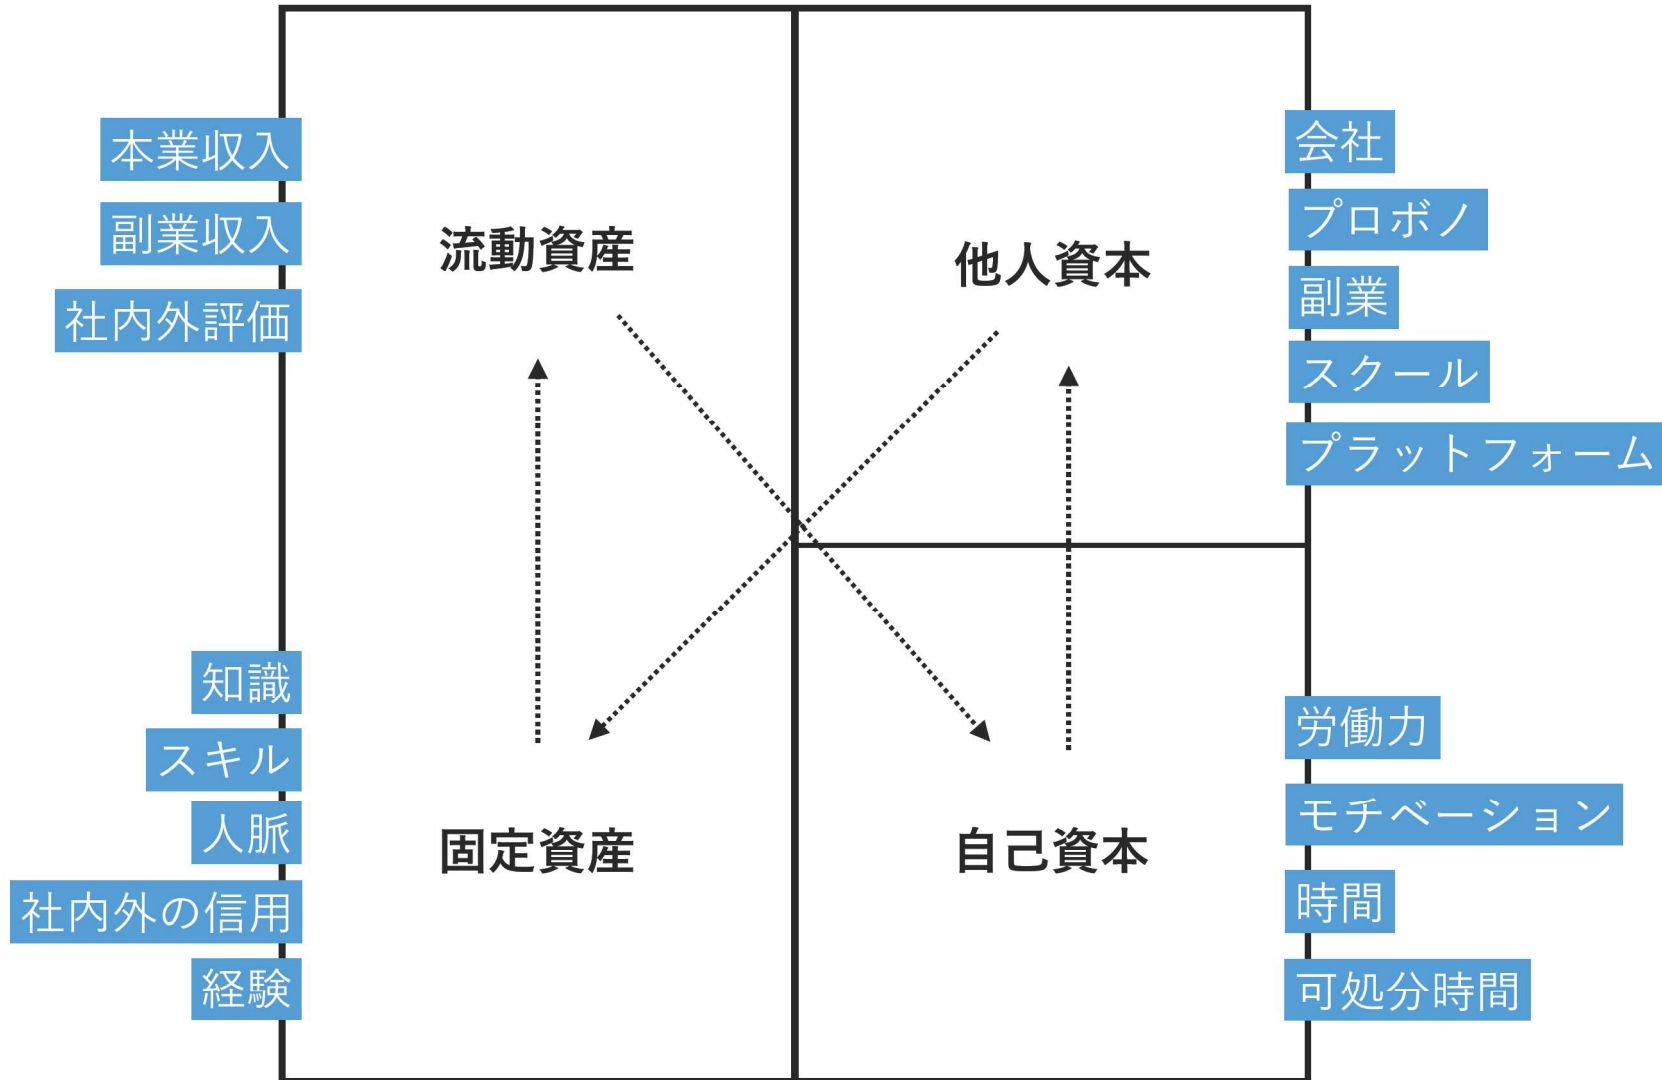 本業収入
副業収入
社内外評価
流動資産
知識
スキル
人脈
社内外の信用
経験
固定資産
他人資本
会社
プロボノ
副業
スクール
プラットフォーム
自己資本
労働力
モチベーション
時間
可処分時間